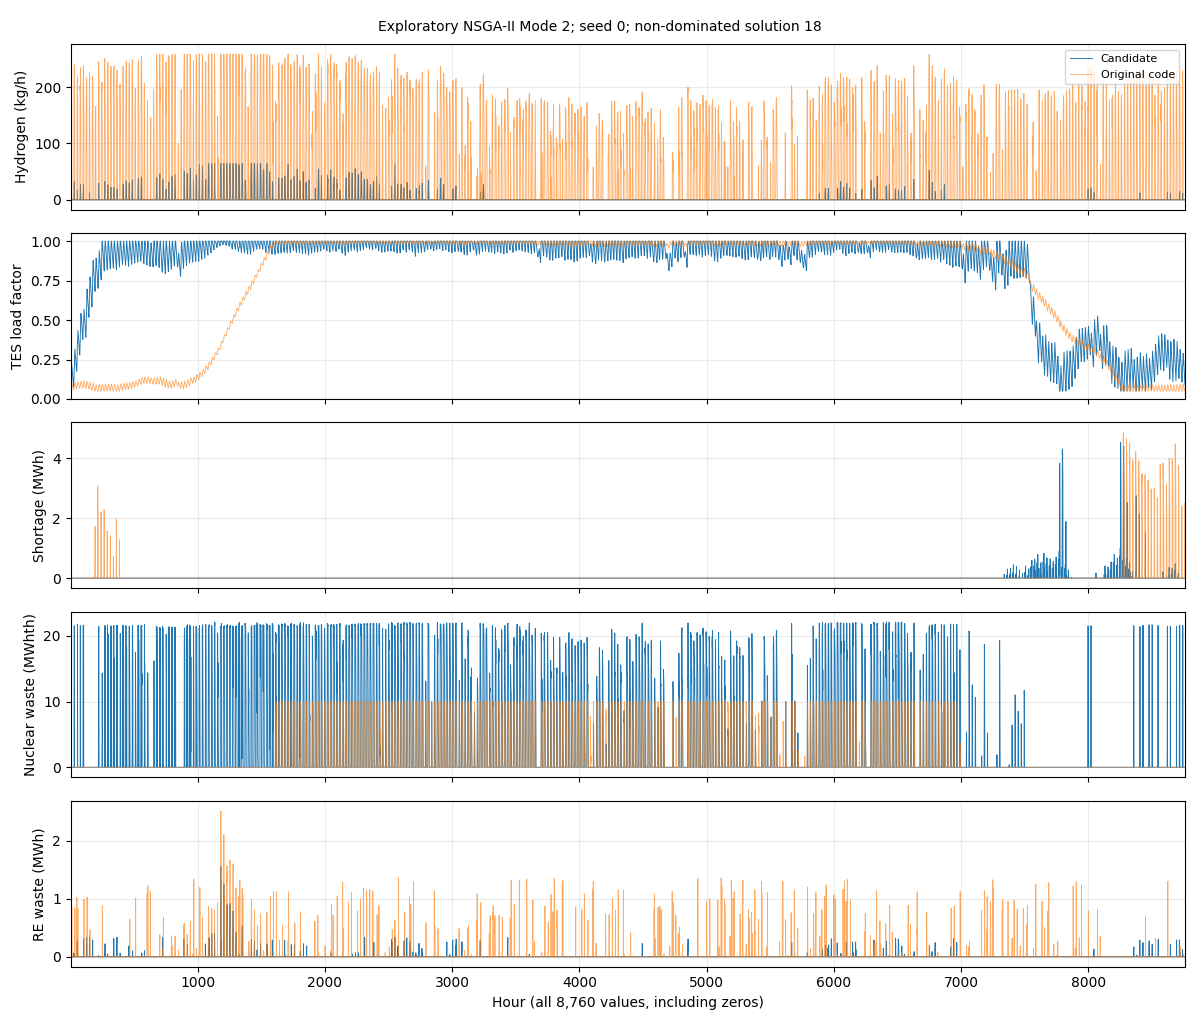 Exploratory NSGA-II Mode 2; seed 0; non-dominated solution 18
Candidate
Original code
Hydrogen (kg/h)
200
100
0
TES load factor
1.00
0.75
0.50
0.25
0.00
Shortage (MWh)
4
2
0
Nuclear waste (MWhth)
20
10
0
RE waste (MWh)
2
1
0
1000 2000 3000 4000 5000 6000 7000 8000
Hour (all 8,760 values, including zeros)